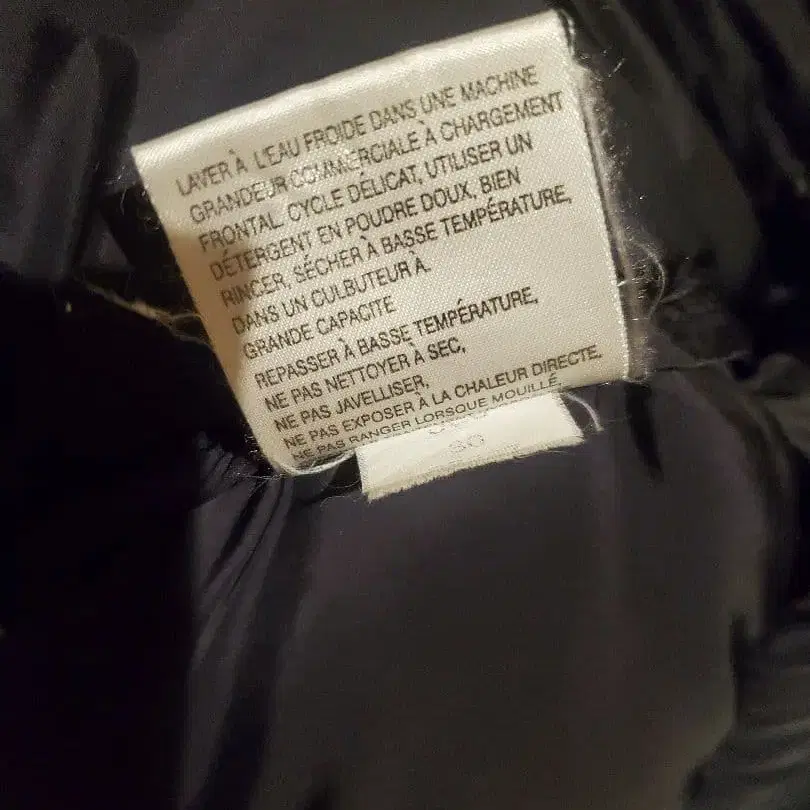 LAVER À L'EAU FROIDE DANS UNE MACHINE
GRANDEUR COMMERCIALE À CHARGEMENT
FRONTAL. CYCLE DÉLICAT, UTILISER UN
DÉTERGENT EN POUDRE DOUX, BIEN
RINCER, SÉCHER À BASSE TEMPÉRATURE,
DANS UN CULBUTEUR À.
GRANDE CAPACITE
REPASSER À BASSE TEMPÉRATURE,
NE PAS NETTOYER À SEC,
NE PAS JAVELLISER,
NE PAS EXPOSER À LA CHALEUR DIRECTE.
NE PAS RANGER LORSQUE MOUILLÉ.